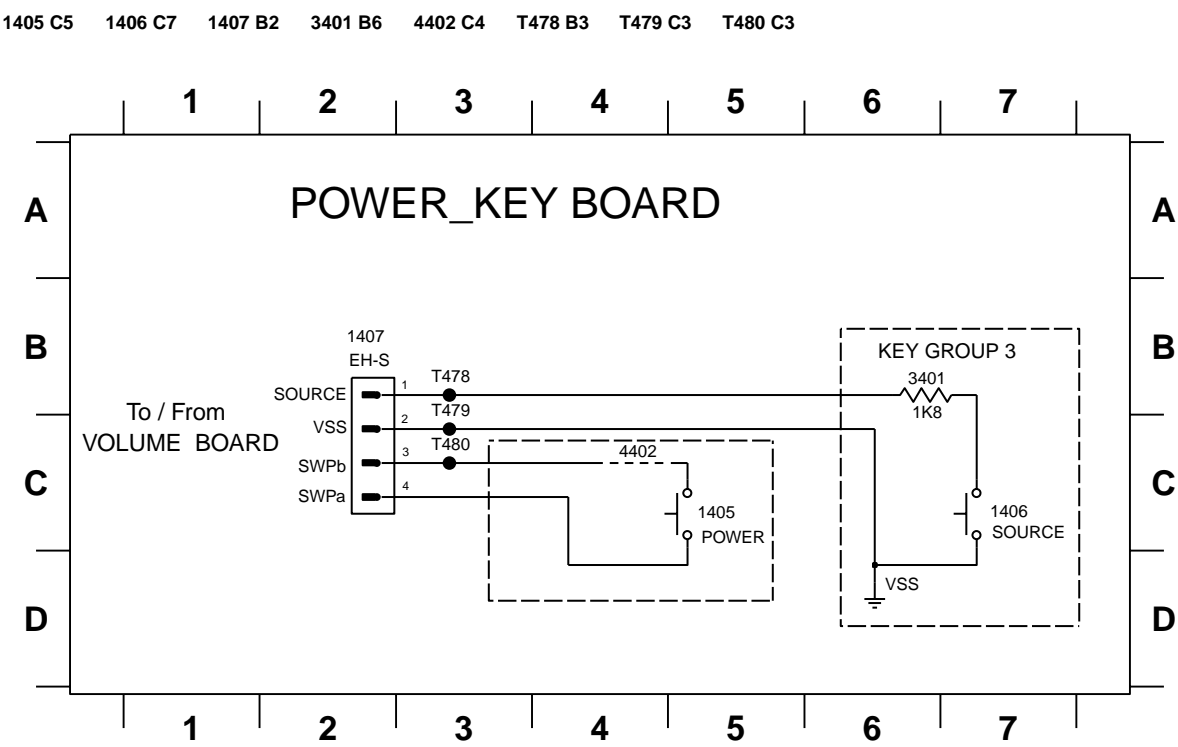 1405 C5 1406 C7 1407 B2 3401 B6 4402 C4 T478 B3 T479 C3 T480 C3
1 2 3 4 5 6 7
A A
POWER_KEY BOARD
B B
1407
EH-S
KEY GROUP 3
SOURCE 1 T478 3401
1K8
To / From
VOLUME BOARD
VSS 2 T479
SWPb 3 T480 4402
C C
SWPa 4
1405
POWER
1406
SOURCE
VSS
D D
1 2 3 4 5 6 7